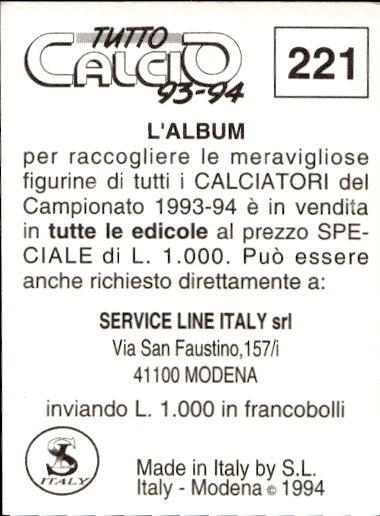 TUTTO
CALCIO
93-94
221
L'ALBUM
per raccogliere le meravigliose
figurine di tutti i CALCIATORI del
Campionato 1993-94 è in vendita
in tutte le edicole al prezzo SPE-
CIALE di L. 1.000. Può essere
anche richiesto direttamente a:
SERVICE LINE ITALY srl
Via San Faustino,157/i
41100 MODENA
inviando L. 1.000 in francobolli
SL
ITALY
Made in Italy by S.L.
Italy - Modena © 1994